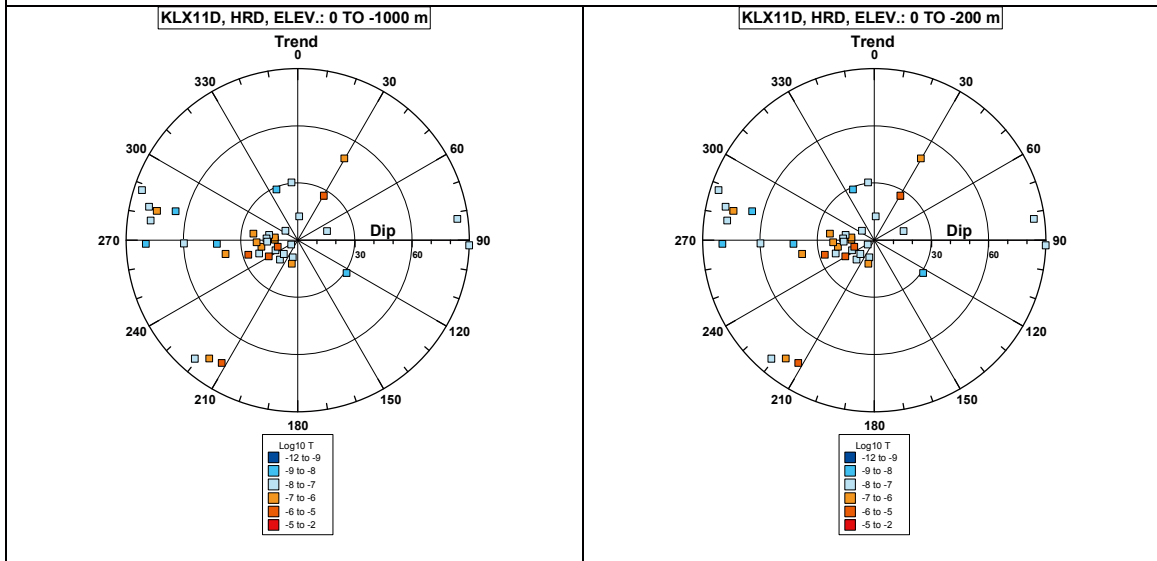 KLX11D, HRD, ELEV.: 0 TO -1000 m
Trend
0
330
30
300
60
Dip
270
30
60
90
240
120
210
150
180
Log10 T
-12 to -9
-9 to -8
-8 to -7
-7 to -6
-6 to -5
-5 to -2
KLX11D, HRD, ELEV.: 0 TO -200 m
Trend
0
330
30
300
60
Dip
270
30
60
90
240
120
210
150
180
Log10 T
-12 to -9
-9 to -8
-8 to -7
-7 to -6
-6 to -5
-5 to -2